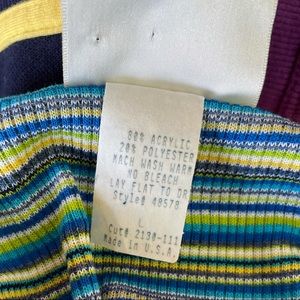 80% ACRYLIC
20% POLYESTER
MACH WASH WARM
NO BLEACH
LAY FLAT TO DR
Style# 48579
L
Cut# 2130-111
Made in U.S.A.